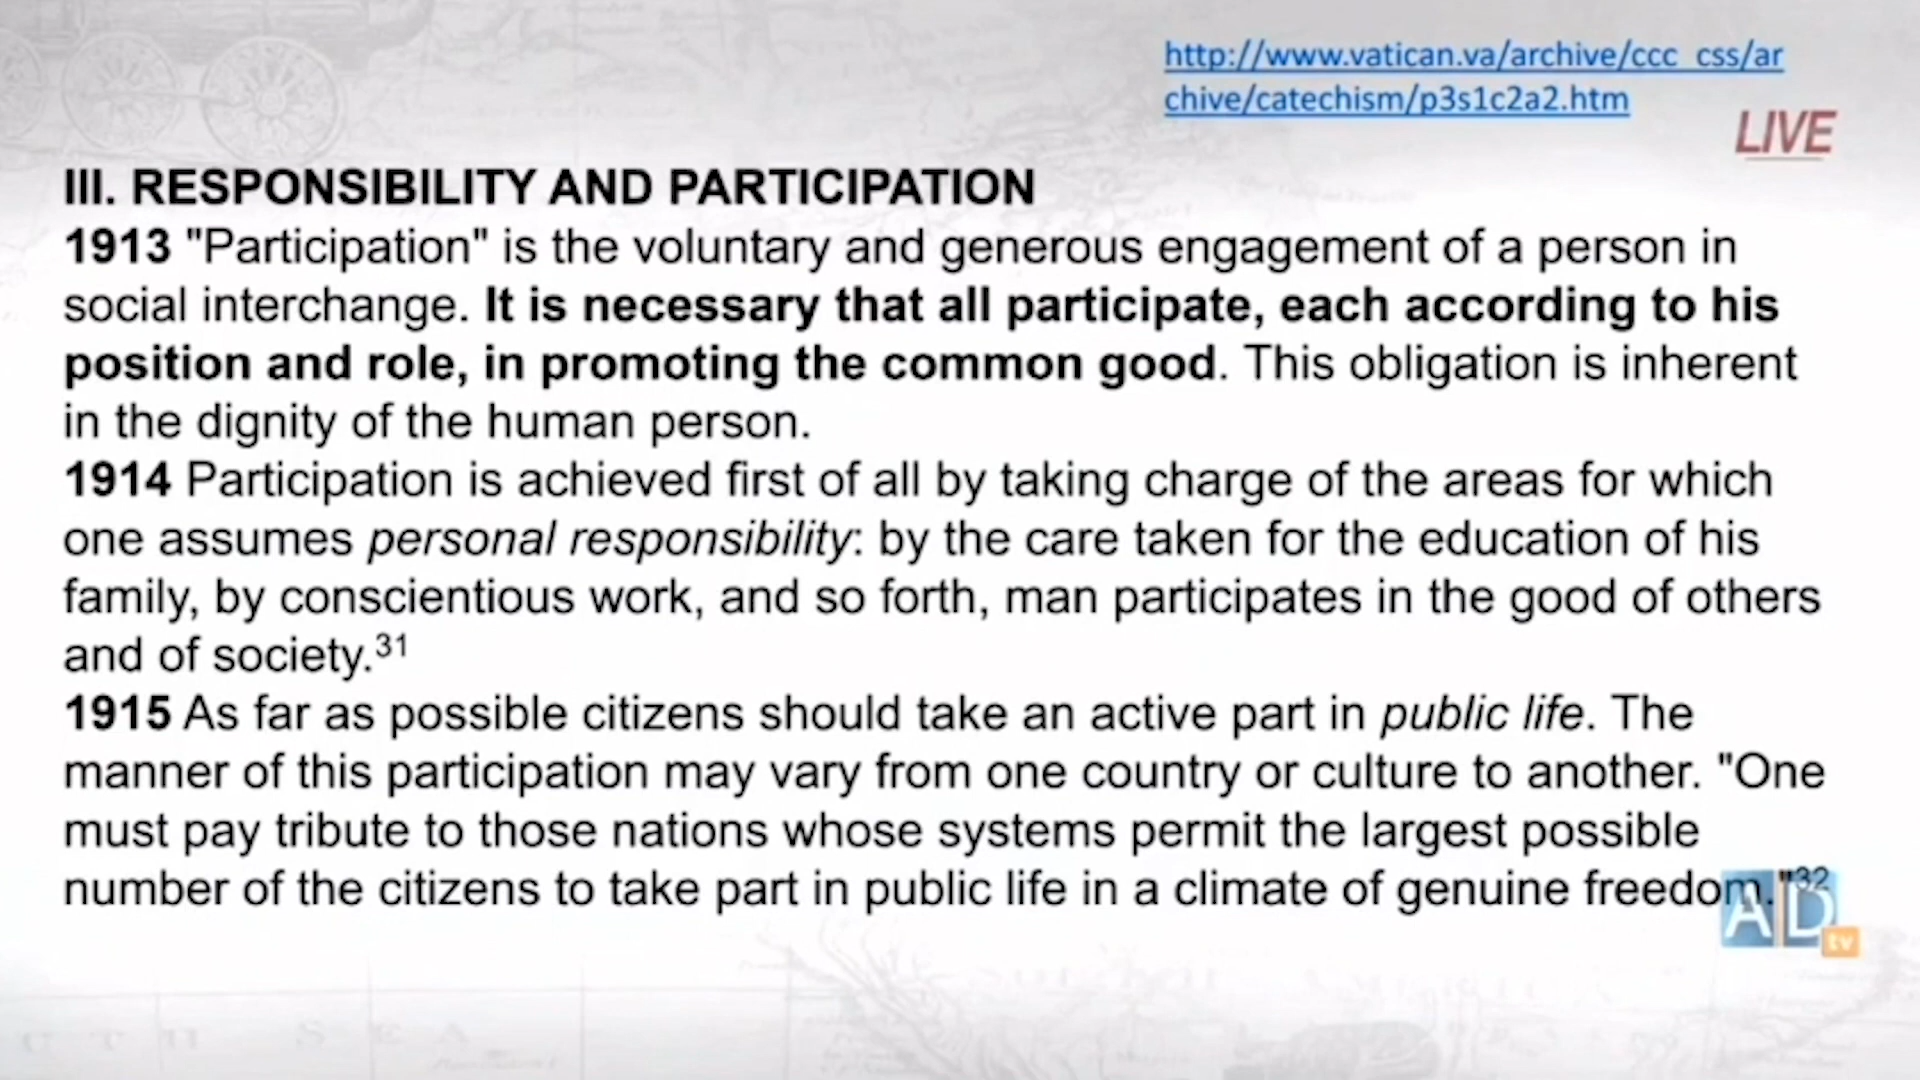 http://www.vatican.va/archive/ccc_css/ar
chive/catechism/p3s1c2a2.htm
LIVE
III. RESPONSIBILITY AND PARTICIPATION
1913 "Participation" is the voluntary and generous engagement of a person in
social interchange. It is necessary that all participate, each according to his
position and role, in promoting the common good. This obligation is inherent
in the dignity of the human person.
1914 Participation is achieved first of all by taking charge of the areas for which
one assumes personal responsibility: by the care taken for the education of his
family, by conscientious work, and so forth, man participates in the good of others
and of society.31
1915 As far as possible citizens should take an active part in public life. The
manner of this participation may vary from one country or culture to another. "One
must pay tribute to those nations whose systems permit the largest possible
number of the citizens to take part in public life in a climate of genuine freedom."32
AD
tv